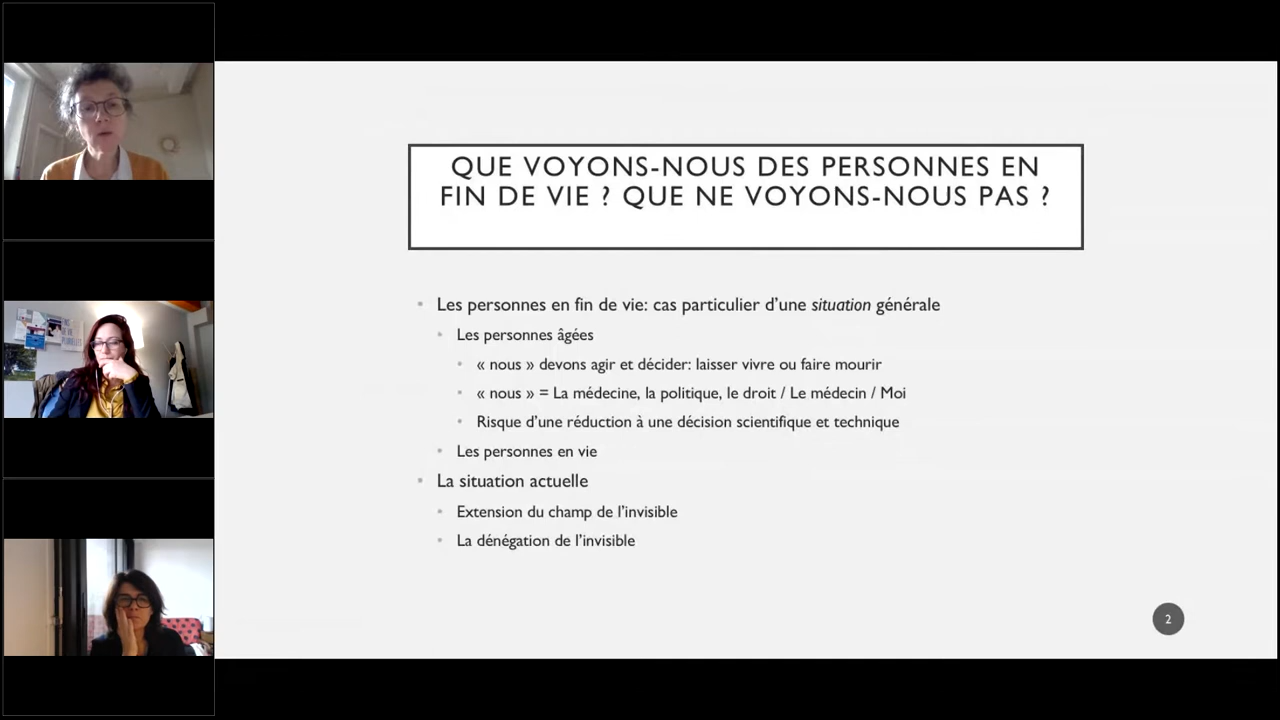 QUE VOYONS-NOUS DES PERSONNES EN
FIN DE VIE ? QUE NE VOYONS-NOUS PAS ?
• Les personnes en fin de vie: cas particulier d’une situation générale
• Les personnes âgées
• « nous » devons agir et décider: laisser vivre ou faire mourir
• « nous » = La médecine, la politique, le droit / Le médecin / Moi
• Risque d’une réduction à une décision scientifique et technique
• Les personnes en vie
• La situation actuelle
• Extension du champ de l’invisible
• La dénégation de l’invisible
2